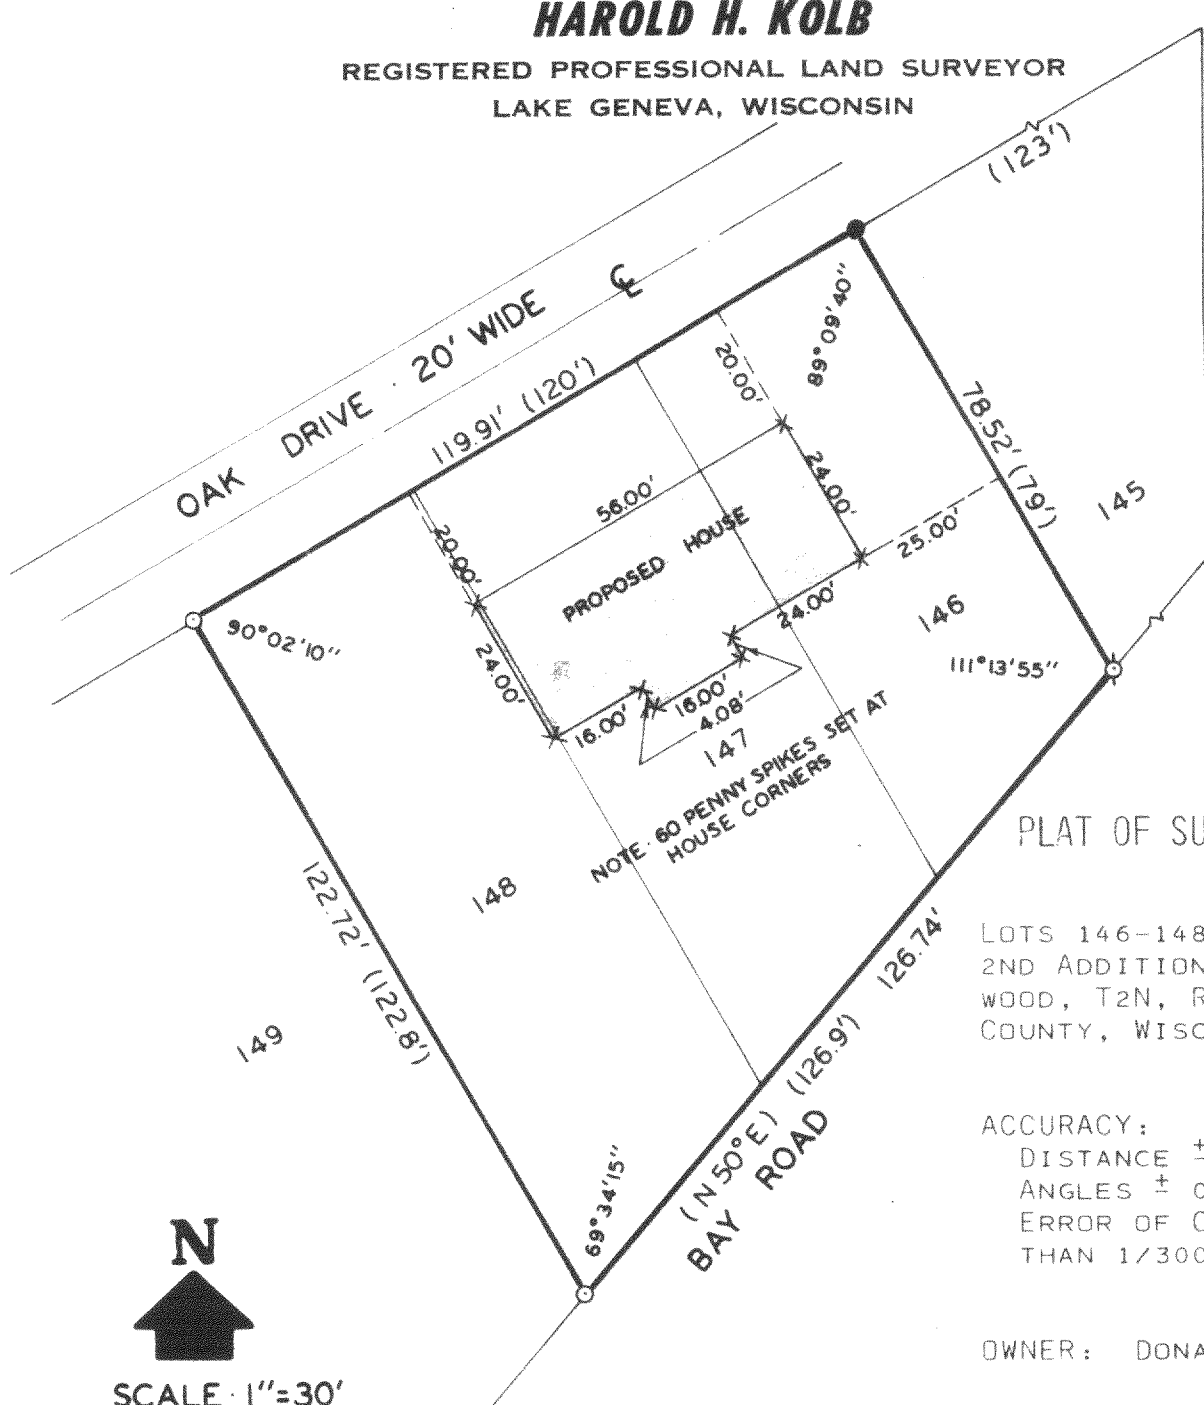 HAROLD H. KOLB
REGISTERED PROFESSIONAL LAND SURVEYOR
LAKE GENEVA, WISCONSIN
(123')
OAK DRIVE · 20' WIDE ℄
119.91' (120')
89°09'40"
20.00'
78.52' (79')
24.00'
56.00'
145
20.00'
PROPOSED HOUSE
25.00'
90°02'10"
24.00'
24.00'
146
111°13'55"
16.00'
16.00'
4.08'
147
NOTE · 60 PENNY SPIKES SET AT
HOUSE CORNERS
148
122.72' (122.8')
149
126.74'
(126.9')
(N 50° E)
BAY ROAD
69°34'15"
PLAT OF SU
LOTS 146-148
2ND ADDITION
WOOD, T2N, R
COUNTY, WISC
ACCURACY:
DISTANCE ±
ANGLES ± 0
ERROR OF C
THAN 1/300
OWNER: DONA
N
SCALE · 1"=30'